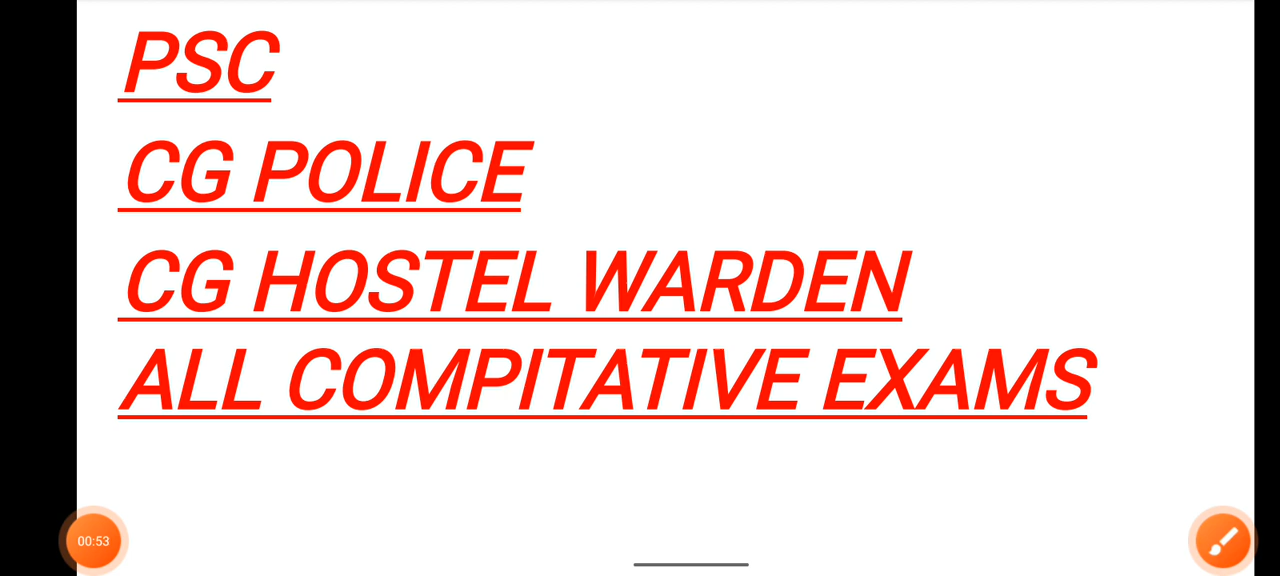 PSC
CG POLICE
CG HOSTEL WARDEN
ALL COMPITATIVE EXAMS
00:53